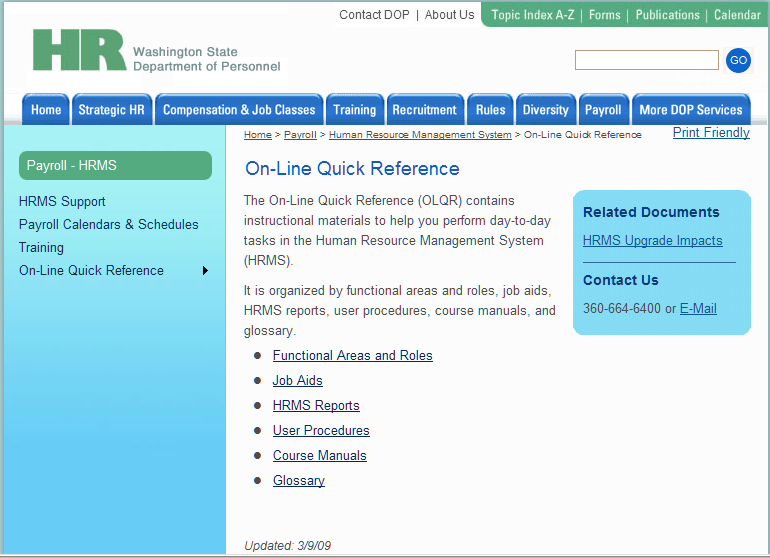 Contact DOP | About Us
Topic Index A-Z | Forms | Publications | Calendar
HR
Washington State
Department of Personnel
GO
Home
Strategic HR
Compensation & Job Classes
Training
Recruitment
Rules
Diversity
Payroll
More DOP Services
Home > Payroll > Human Resource Management System > On-Line Quick Reference
Print Friendly
Payroll - HRMS
HRMS Support
Payroll Calendars & Schedules
Training
On-Line Quick Reference
On-Line Quick Reference
The On-Line Quick Reference (OLQR) contains
instructional materials to help you perform day-to-day
tasks in the Human Resource Management System
(HRMS).
It is organized by functional areas and roles, job aids,
HRMS reports, user procedures, course manuals, and
glossary.
Functional Areas and Roles
Job Aids
HRMS Reports
User Procedures
Course Manuals
Glossary
Updated: 3/9/09
Related Documents
HRMS Upgrade Impacts
Contact Us
360-664-6400 or E-Mail